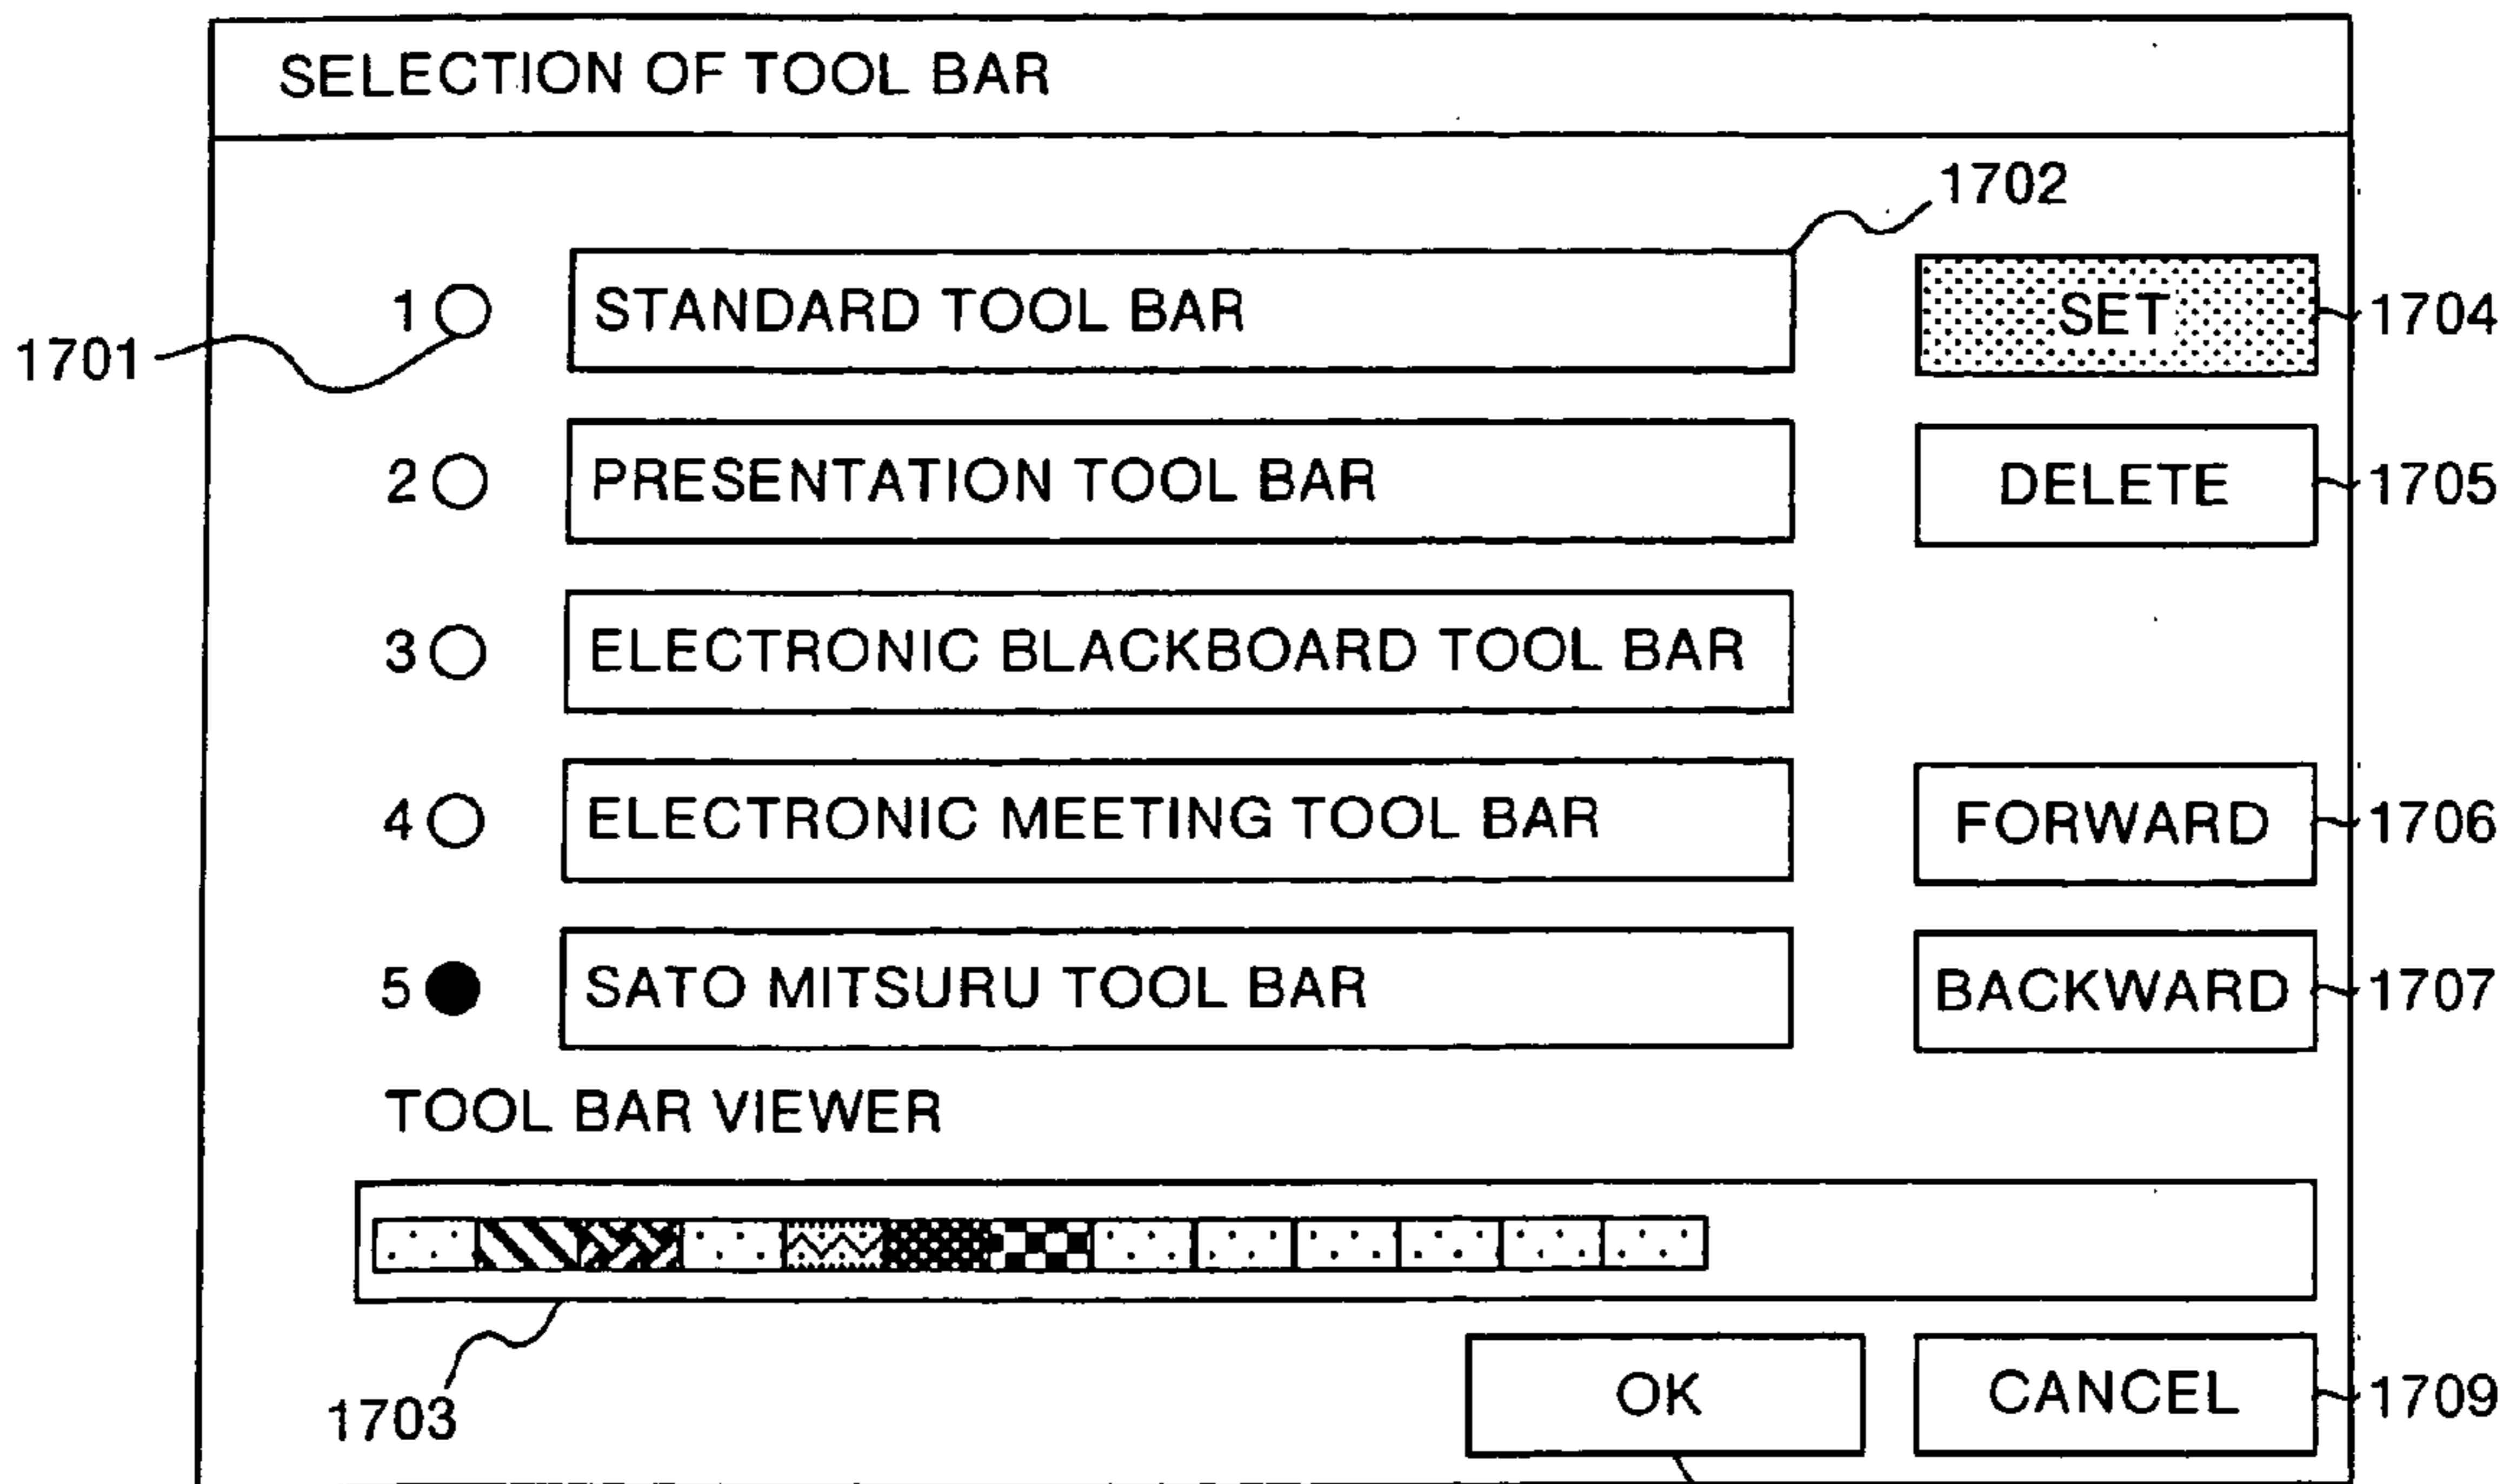 SELECTION OF TOOL BAR
1702
1 STANDARD TOOL BAR SET 1704
1701
2 PRESENTATION TOOL BAR DELETE 1705
3 ELECTRONIC BLACKBOARD TOOL BAR
4 ELECTRONIC MEETING TOOL BAR FORWARD 1706
5 SATO MITSURU TOOL BAR BACKWARD 1707
TOOL BAR VIEWER
OK CANCEL 1709
1703